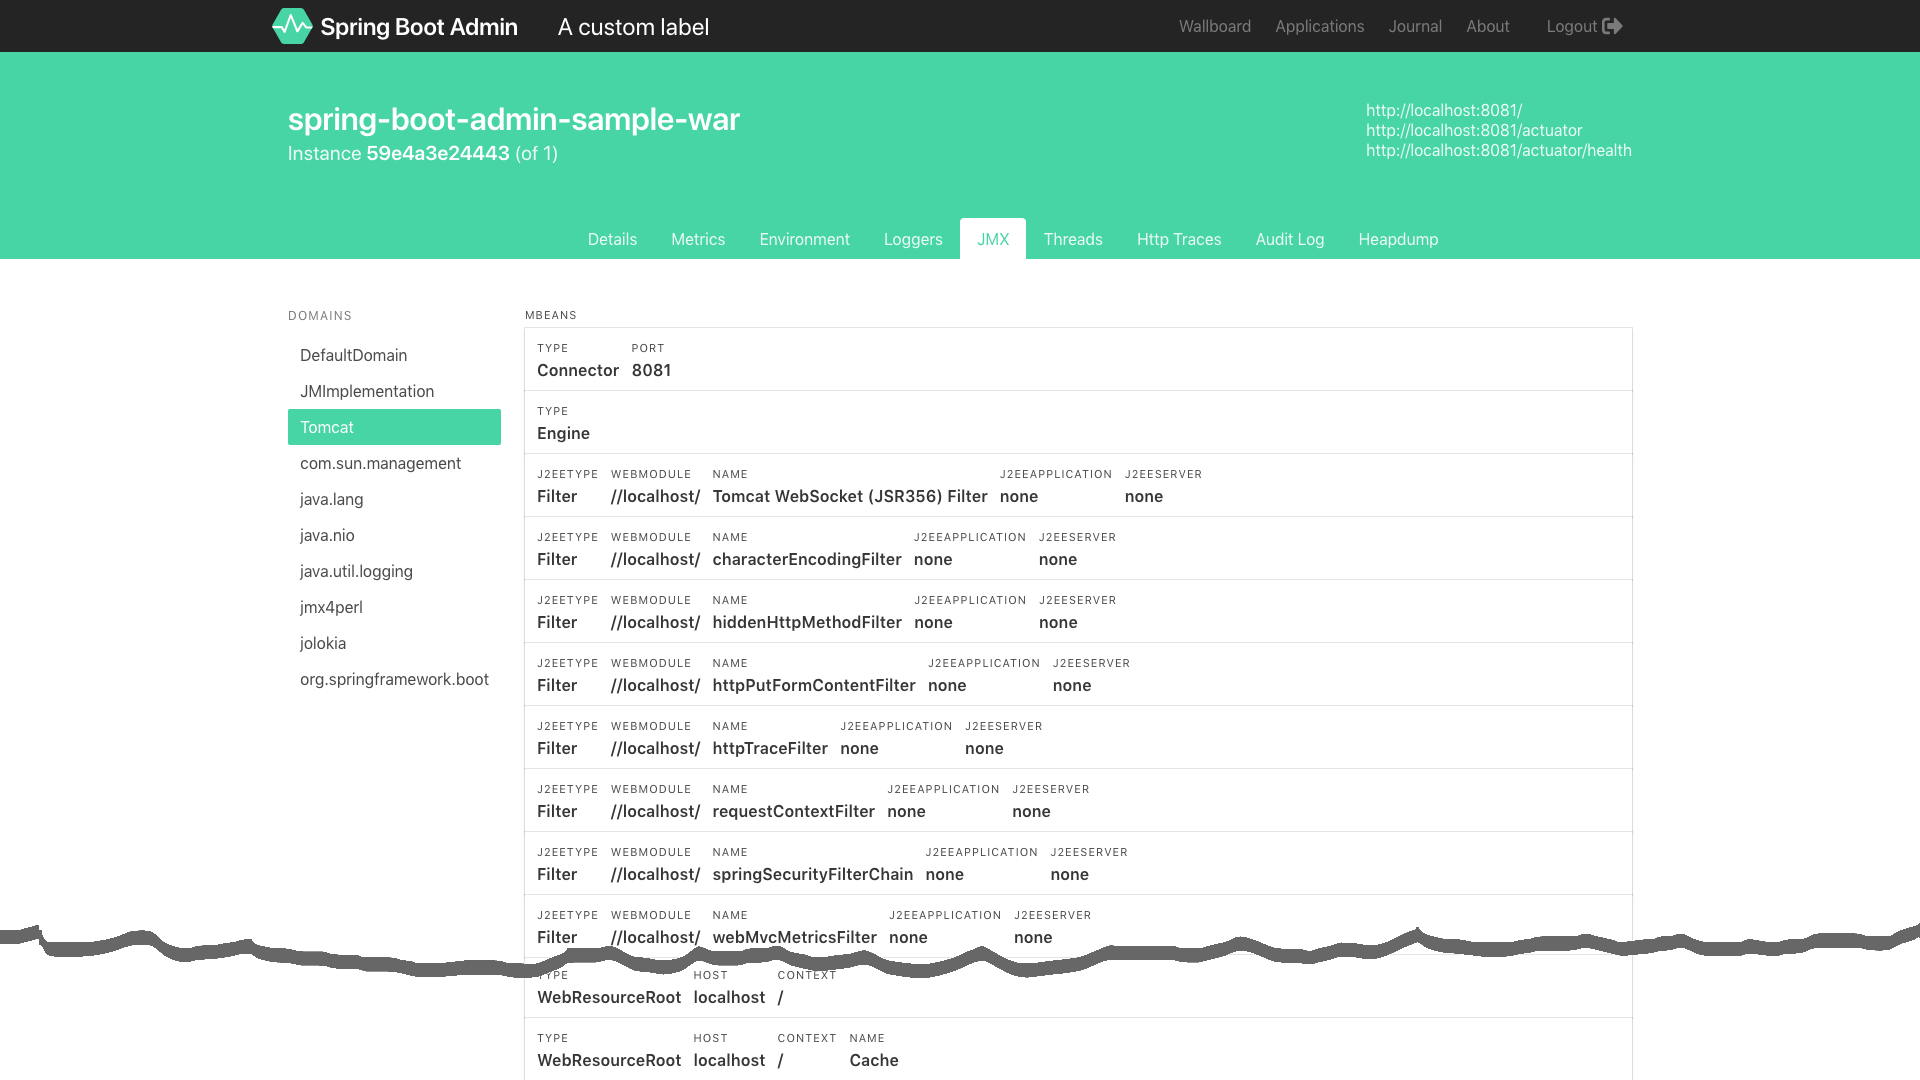 Spring Boot Admin A custom label Wallboard Applications Journal About Logout
spring-boot-admin-sample-war
Instance 59e4a3e24443 (of 1)
http://localhost:8081/
http://localhost:8081/actuator
http://localhost:8081/actuator/health
Details Metrics Environment Loggers JMX Threads Http Traces Audit Log Heapdump
DOMAINS
DefaultDomain
JMImplementation
Tomcat
com.sun.management
java.lang
java.nio
java.util.logging
jmx4perl
jolokia
org.springframework.boot
MBEANS
TYPE PORT
Connector 8081
TYPE
Engine
J2EETYPE WEBMODULE NAME J2EEAPPLICATION J2EESERVER
Filter //localhost/ Tomcat WebSocket (JSR356) Filter none none
J2EETYPE WEBMODULE NAME J2EEAPPLICATION J2EESERVER
Filter //localhost/ characterEncodingFilter none none
J2EETYPE WEBMODULE NAME J2EEAPPLICATION J2EESERVER
Filter //localhost/ hiddenHttpMethodFilter none none
J2EETYPE WEBMODULE NAME J2EEAPPLICATION J2EESERVER
Filter //localhost/ httpPutFormContentFilter none none
J2EETYPE WEBMODULE NAME J2EEAPPLICATION J2EESERVER
Filter //localhost/ httpTraceFilter none none
J2EETYPE WEBMODULE NAME J2EEAPPLICATION J2EESERVER
Filter //localhost/ requestContextFilter none none
J2EETYPE WEBMODULE NAME J2EEAPPLICATION J2EESERVER
Filter //localhost/ springSecurityFilterChain none none
J2EETYPE WEBMODULE NAME J2EEAPPLICATION J2EESERVER
Filter //localhost/ webMvcMetricsFilter none none
TYPE HOST CONTEXT
WebResourceRoot localhost /
TYPE HOST CONTEXT NAME
WebResourceRoot localhost / Cache